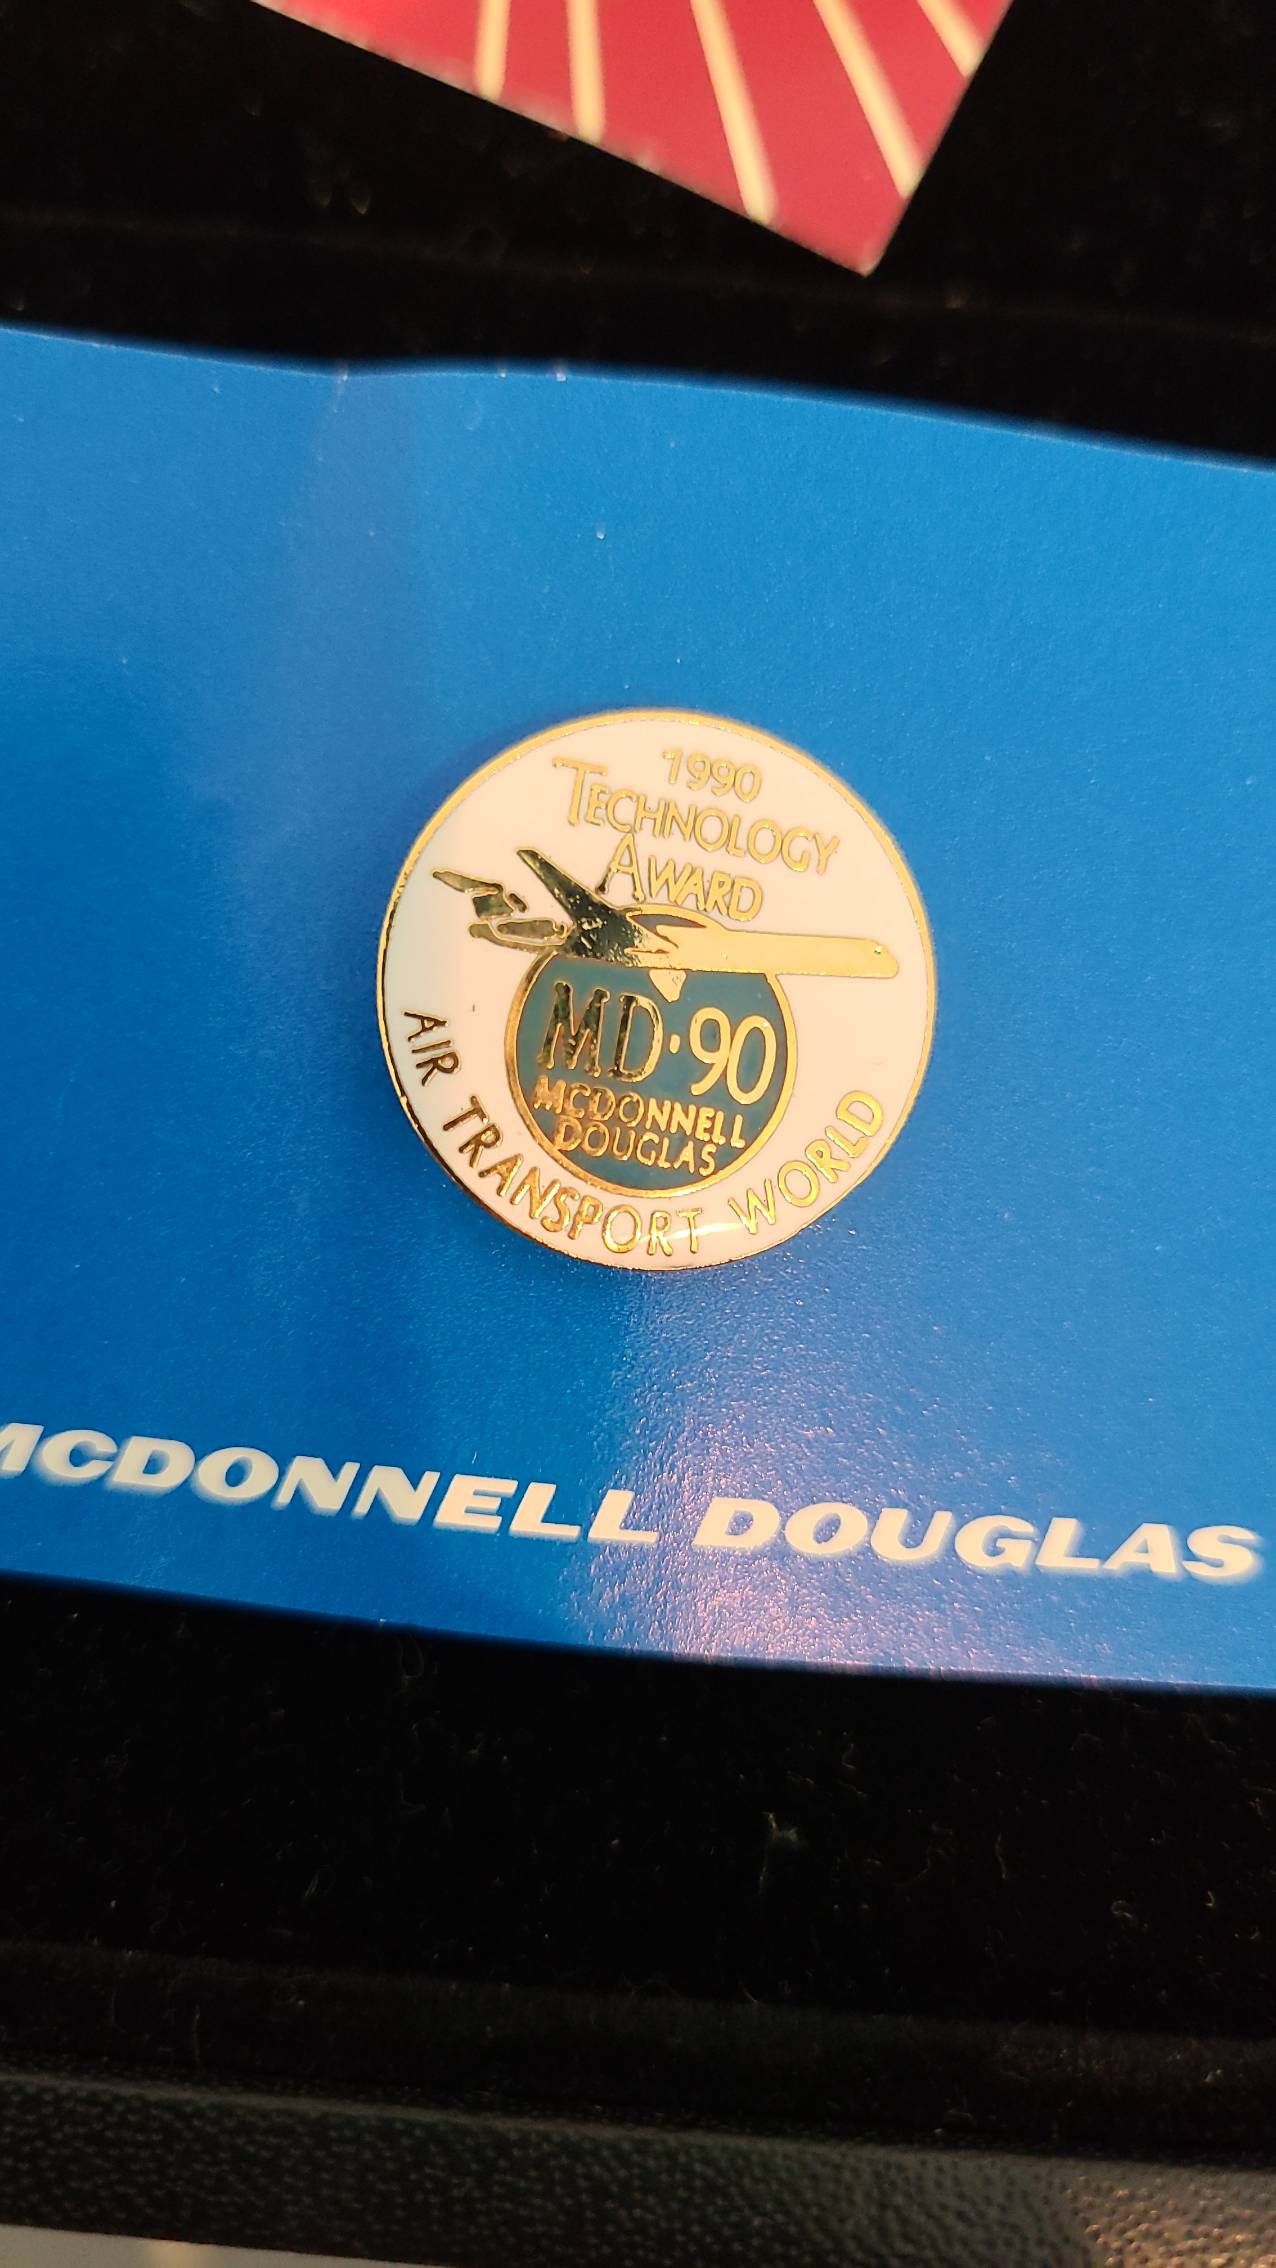 1990
TECHNOLOGY
AWARD
MD·90
MCDONNELL
DOUGLAS
AIR TRANSPORT WORLD
MCDONNELL DOUGLAS